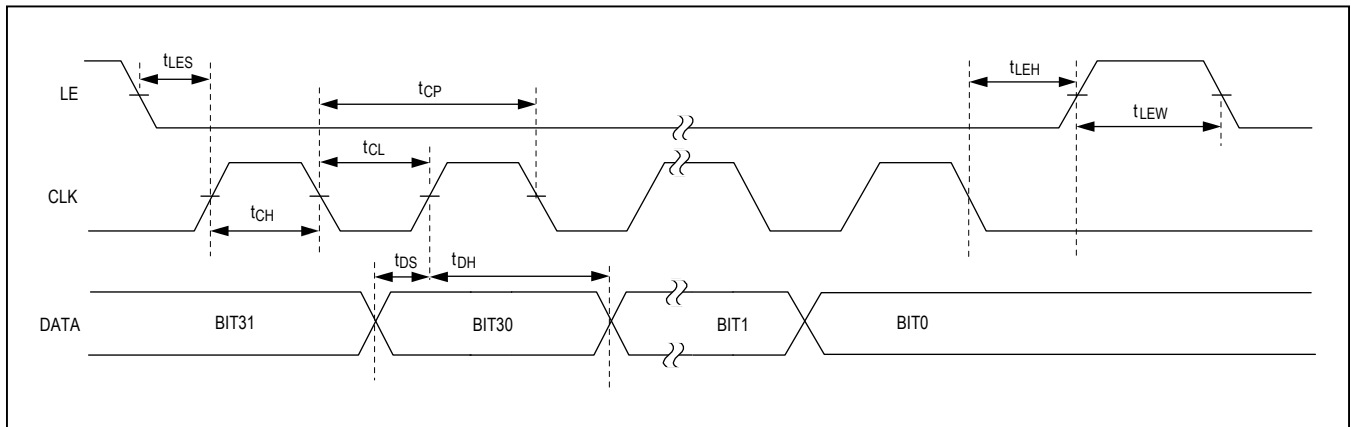 tLES
tLEH
LE
tCP
tLEW
tCL
CLK
tCH
tDS
tDH
DATA
BIT31
BIT30
BIT1
BIT0